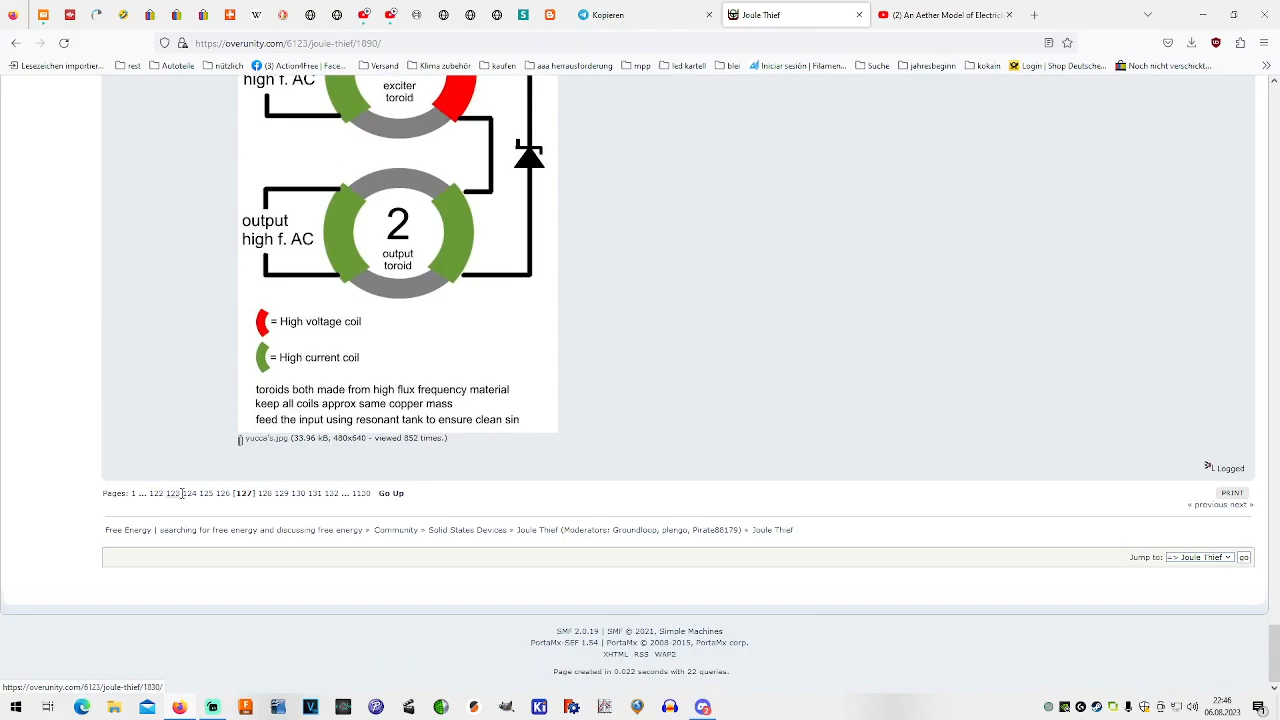 Kopieren
Joule Thief
(2) An Aether Model of Electrici
https://overunity.com/6123/joule-thief/1890/
Lesezeichen importier...
rest
Autoteile
nützlich
(3) Action4Free | Face...
Versand
Klima zubehör
kaufen
aaa herrausforderung
mpp
led kartell
blei
Iniciar sesión | Filamen...
Suche
jahresbeginn
kokain
Login | Shop Deutsche...
Noch nicht verschickt...
high f. AC
exciter
toroid
output
high f. AC
2
output
toroid
= High voltage coil
= High current coil
toroids both made from high flux frequency material
keep all coils approx same copper mass
feed the input using resonant tank to ensure clean sin
yucca's.jpg (33.96 kB, 480x640 - viewed 852 times.)
Logged
Pages: 1 ... 122 123 124 125 126 [127] 128 129 130 131 132 ... 1130 Go Up
PRINT
« previous next »
Free Energy | searching for free energy and discussing free energy » Community » Solid States Devices » Joule Thief (Moderators: Groundloop, plengo, Pirate88179) » Joule Thief
Jump to: => Joule Thief go
SMF 2.0.19 | SMF © 2021, Simple Machines
PortaMx-SEF 1.54 | PortaMx © 2008-2015, PortaMx corp.
XHTML RSS WAP2
Page created in 0.022 seconds with 22 queries.
https://overunity.com/6123/joule-thief/1830/
22:46
06.09.2023